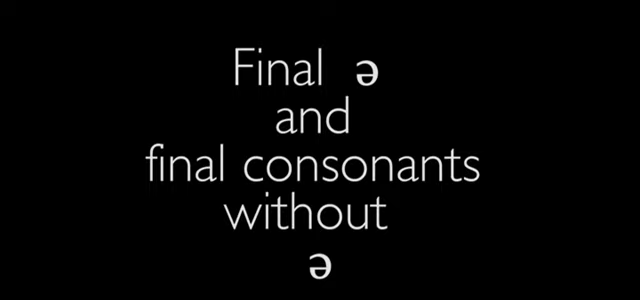 Final ə
and
final consonants
without
ə